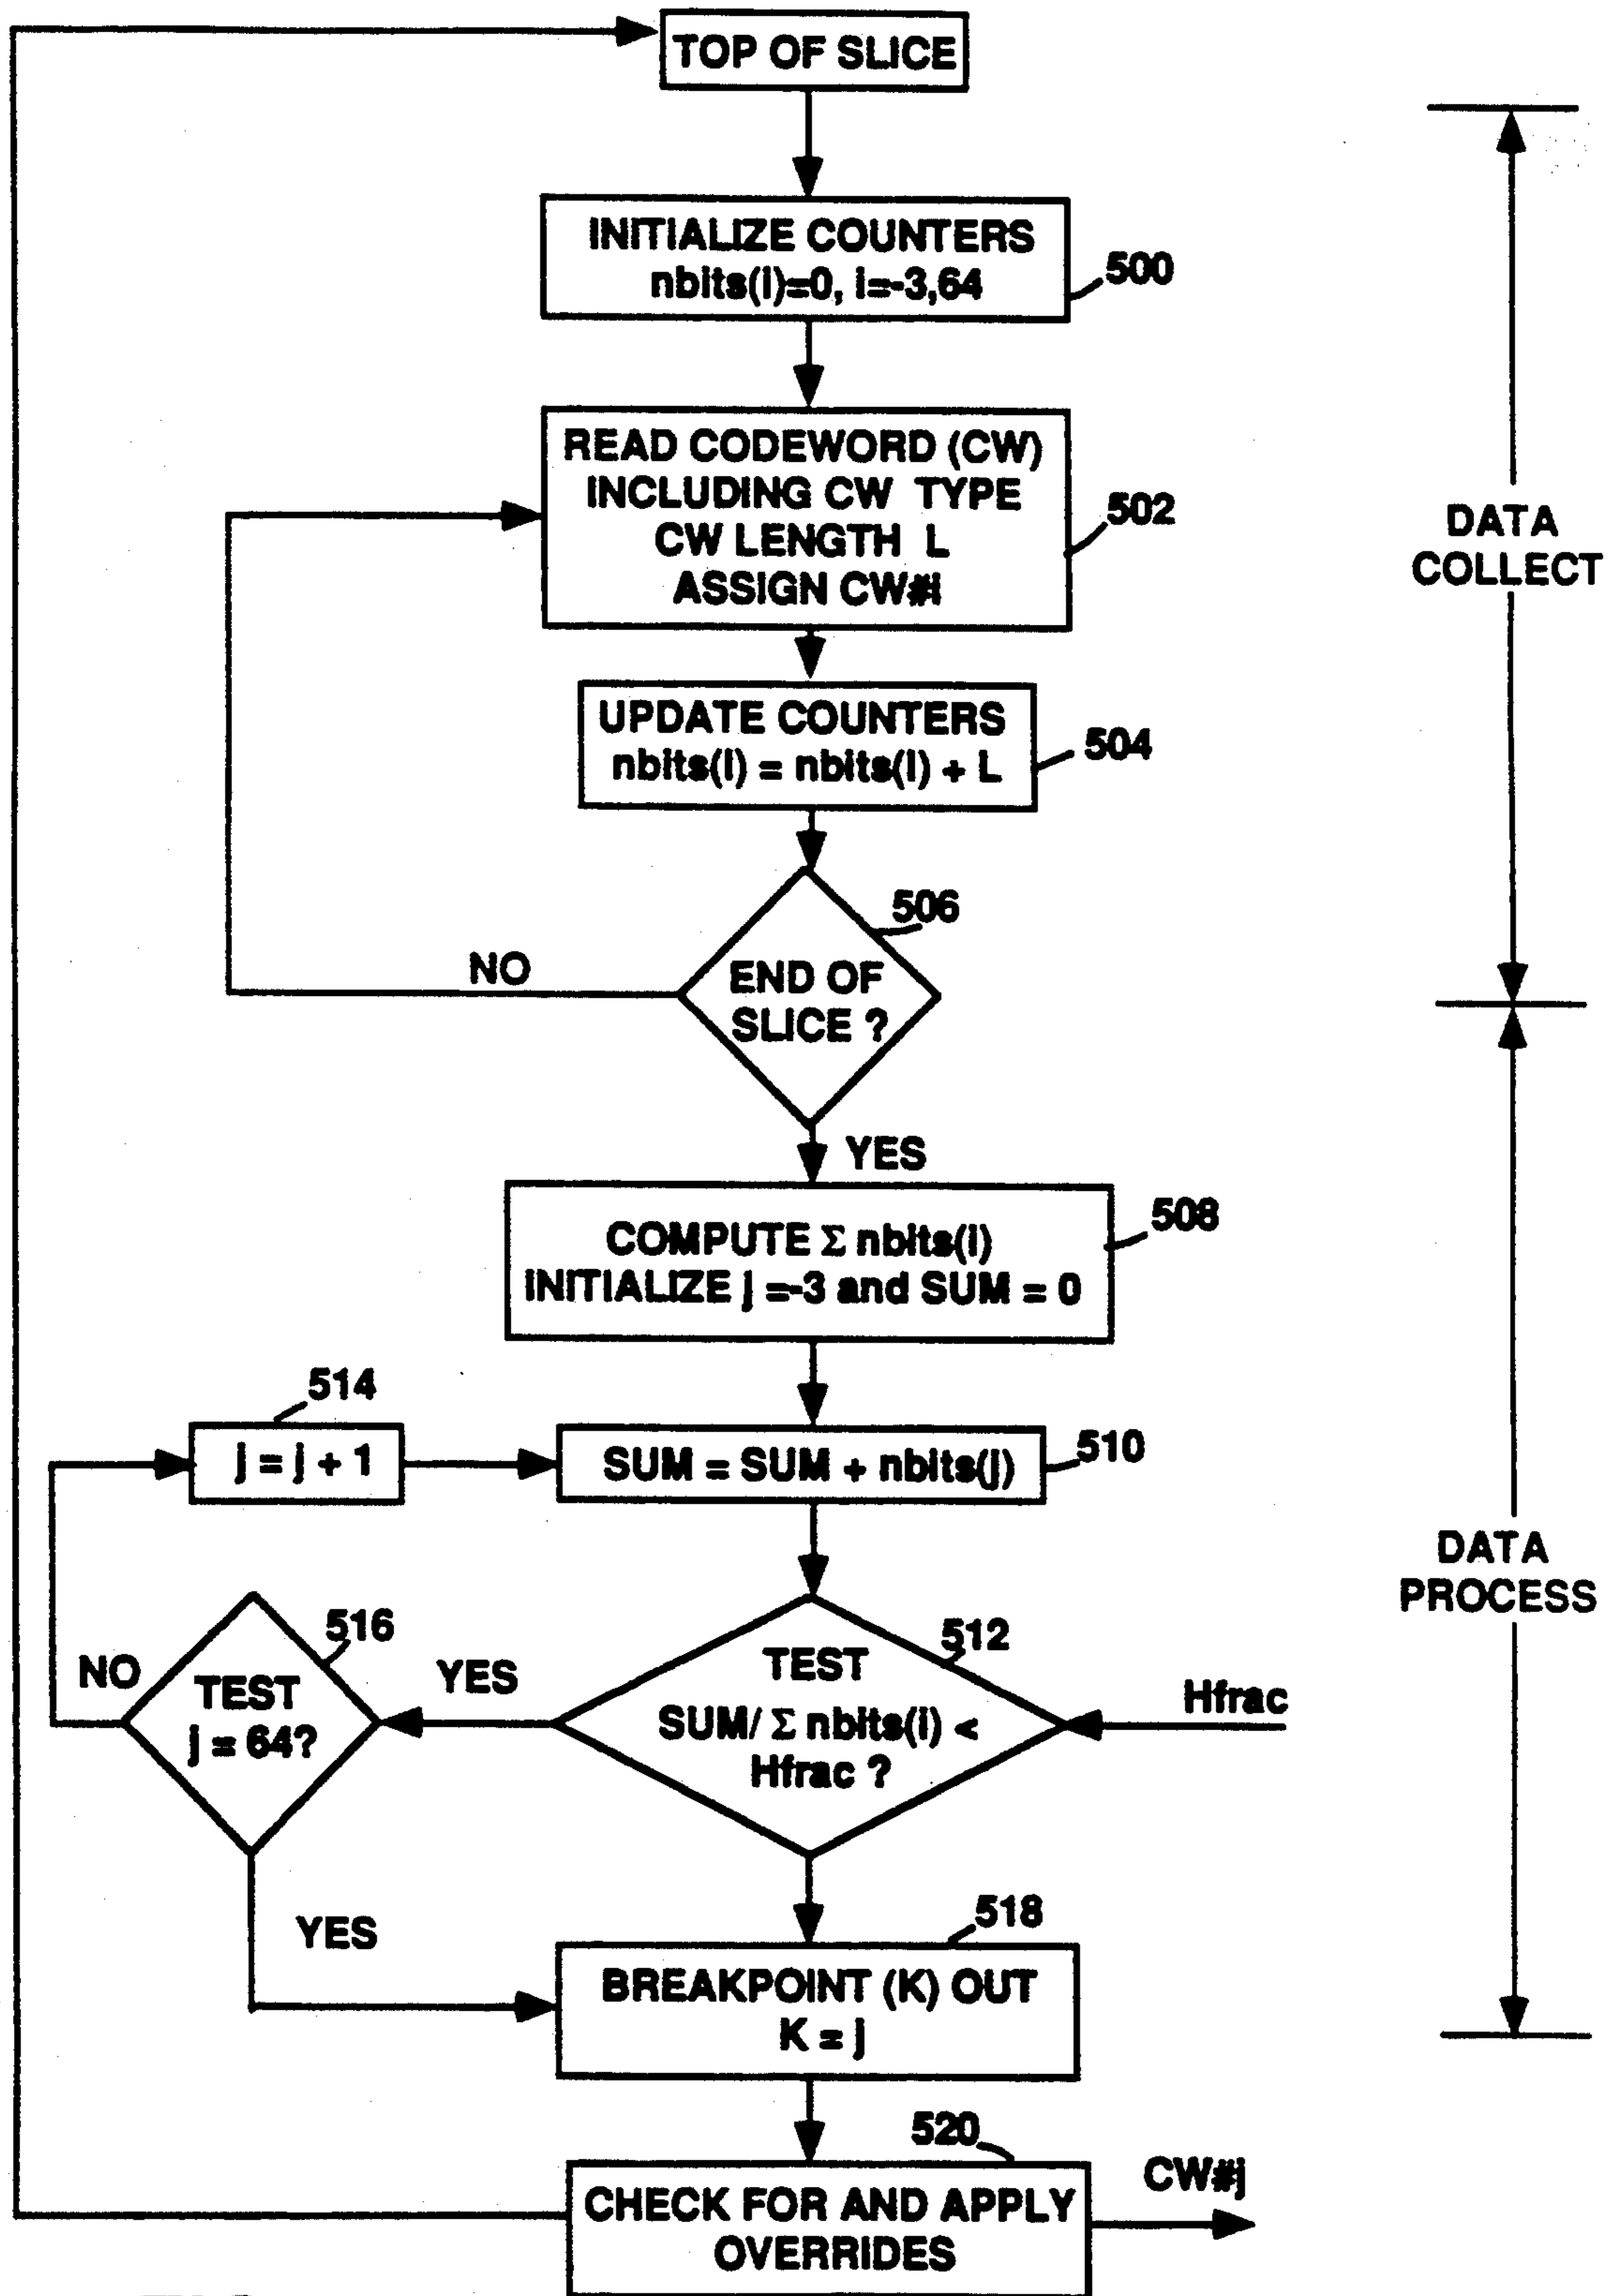 TOP OF SLICE
INITIALIZE COUNTERS
nbits(i)=0, i=-3,64
500
READ CODEWORD (CW)
INCLUDING CW TYPE
CW LENGTH L
ASSIGN CW#i
502
DATA
COLLECT
UPDATE COUNTERS
nbits(i) = nbits(i) + L
504
506
END OF
SLICE ?
NO
YES
COMPUTE Σ nbits(i)
INITIALIZE j =-3 and SUM = 0
508
514
j = j + 1
SUM = SUM + nbits(j)
510
DATA
PROCESS
516
TEST
j = 64?
NO
YES
512
TEST
SUM/ Σ nbits(i) <
Hfrac ?
Hfrac
YES
518
BREAKPOINT (K) OUT
K = j
520
CHECK FOR AND APPLY
OVERRIDES
CW#j